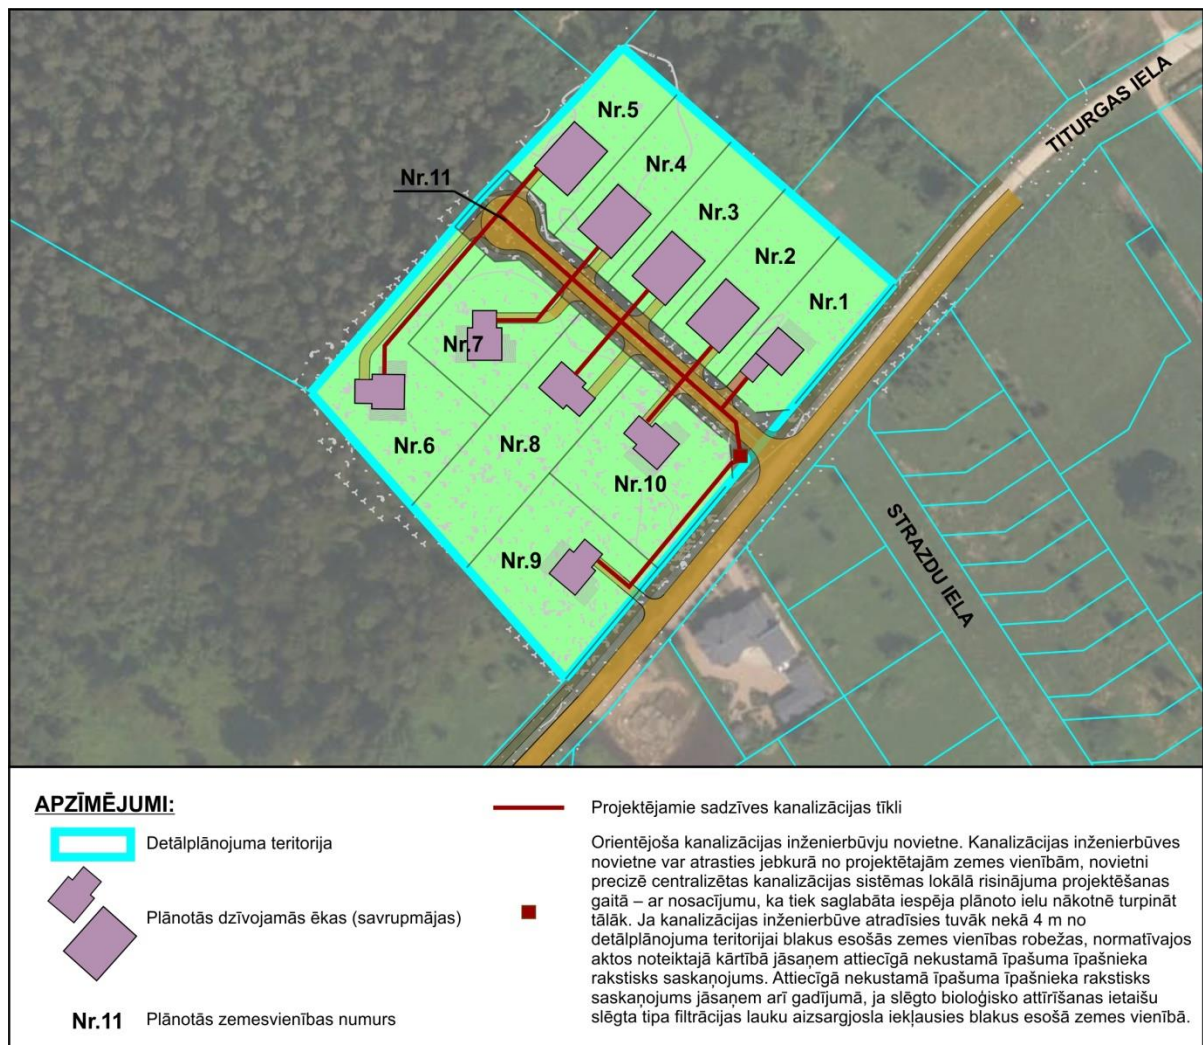 TITURGAS IELA
Nr.5
Nr.4
Nr.11
Nr.3
Nr.2
Nr.1
Nr.7
Nr.6
Nr.8
Nr.10
Nr.9
STRAZDU IELA
APZĪMĒJUMI:
Detālplānojuma teritorija
Plānotās dzīvojamās ēkas (savrupmājas)
Nr.11 Plānotās zemesvienības numurs
Projektējamie sadzīves kanalizācijas tīkli
Orientējoša kanalizācijas inženierbūvju novietne. Kanalizācijas inženierbūves
novietne var atrasties jebkurā no projektētajām zemes vienībām, novietni
precizē centralizētas kanalizācijas sistēmas lokālā risinājuma projektēšanas
gaitā – ar nosacījumu, ka tiek saglabāta iespēja plānoto ielu nākotnē turpināt
tālāk. Ja kanalizācijas inženierbūve atradīsies tuvāk nekā 4 m no
detālplānojuma teritorijai blakus esošās zemes vienības robežas, normatīvajos
aktos noteiktajā kārtībā jāsaņem attiecīgā nekustamā īpašuma īpašnieka
rakstisks saskaņojums. Attiecīgā nekustamā īpašuma īpašnieka rakstisks
saskaņojums jāsaņem arī gadījumā, ja slēgto bioloģisko attīrīšanas ietaišu
slēgta tipa filtrācijas lauku aizsargjosla iekļausies blakus esošā zemes vienībā.